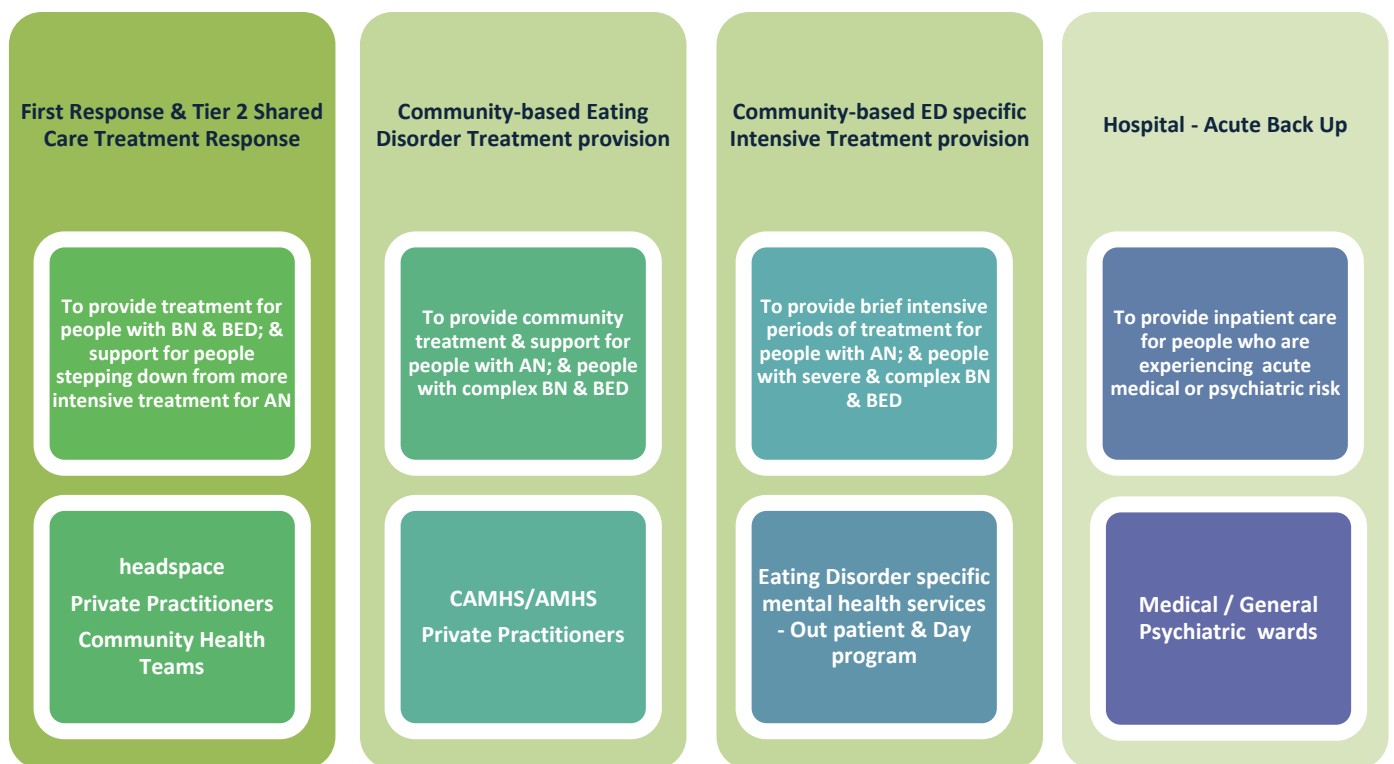 First Response & Tier 2 Shared
Care Treatment Response
To provide treatment for
people with BN & BED; &
support for people
stepping down from more
intensive treatment for AN
headspace
Private Practitioners
Community Health
Teams
Community-based Eating
Disorder Treatment provision
To provide community
treatment & support for
people with AN; & people
with complex BN & BED
CAMHS/AMHS
Private Practitioners
Community-based ED specific
Intensive Treatment provision
To provide brief intensive
periods of treatment for
people with AN; & people
with severe & complex BN
& BED
Eating Disorder specific
mental health services
- Out patient & Day
program
Hospital - Acute Back Up
To provide inpatient care
for people who are
experiencing acute
medical or psychiatric risk
Medical / General
Psychiatric wards